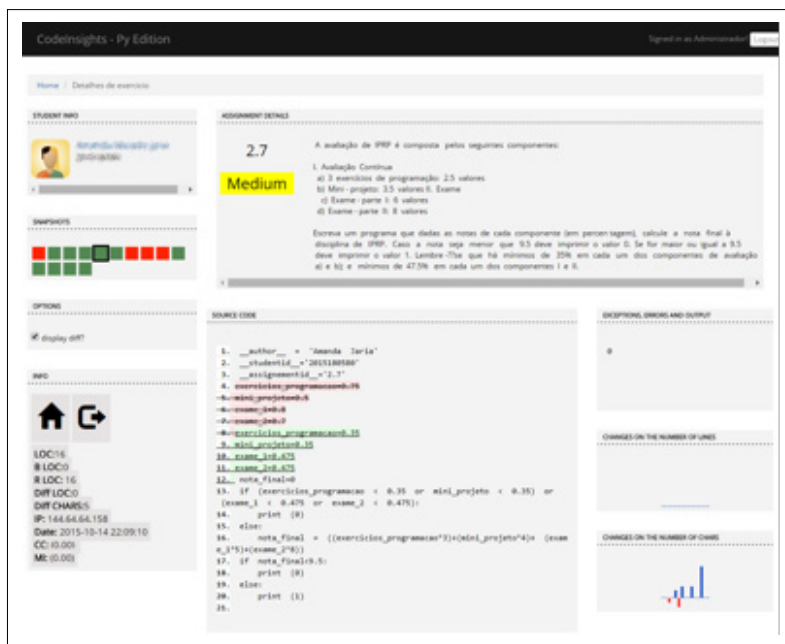 CodeInsights - Py Edition
Signed in as Administrador! Logout
Home / Detalhes de exercício
STUDENT INFO
ASSIGNMENT DETAILS
2.7
Medium
A avaliação de IPRP é composta pelos seguintes componentes:
I. Avaliação Contínua
a) 3 exercícios de programação: 2.5 valores
b) Mini - projeto: 3.5 valores II. Exame
c) Exame - parte I: 6 valores
d) Exame - parte II: 8 valores
Escreva um programa que dadas as notas de cada componente (em percen tagem), calcule a nota final à
disciplina de IPRP. Caso a nota seja menor que 9.5 deve imprimir o valor 0. Se for maior ou igual a 9.5
deve imprimir o valor 1. Lembre-??se que há mínimos de 35% em cada um dos componentes de avaliação
a) e b); e mínimos de 47.5% em cada um dos componentes I e II.
SNAPSHOTS
OPTIONS
display diff?
INFO
LOC:16
B LOC:0
R LOC: 16
Diff LOC:0
DIFF CHARS:5
IP: 144.64.64.158
Date: 2015-10-14 22:09:10
CC: (0.00)
MI: (0.00)
SOURCE CODE
1. __author__ = 'Amanda
2. __studentid__='2015180500'
3. __assignementid__='2.7'
4. exercicios_programacao=0.75
5. mini_projeto=0.5
6. exame_1=0.8
7. exame_2=0.7
8. exercicios_programacao=0.35
9. mini_projeto=0.35
10. exame_1=0.475
11. exame_2=0.475
12. nota_final=0
13. if (exercicios_programacao < 0.35 or mini_projeto < 0.35) or
(exame_1 < 0.475 or exame_2 < 0.475):
14. print (0)
15. else:
16. nota_final = ((exercicios_programacao*3)+(mini_projeto*4)+ (exam
e_1*5)+(exame_2*8))
17. if nota_final<9.5:
18. print (0)
19. else:
20. print (1)
21.
EXCEPTIONS, ERRORS AND OUTPUT
0
CHANGES ON THE NUMBER OF LINES
CHANGES ON THE NUMBER OF CHARS